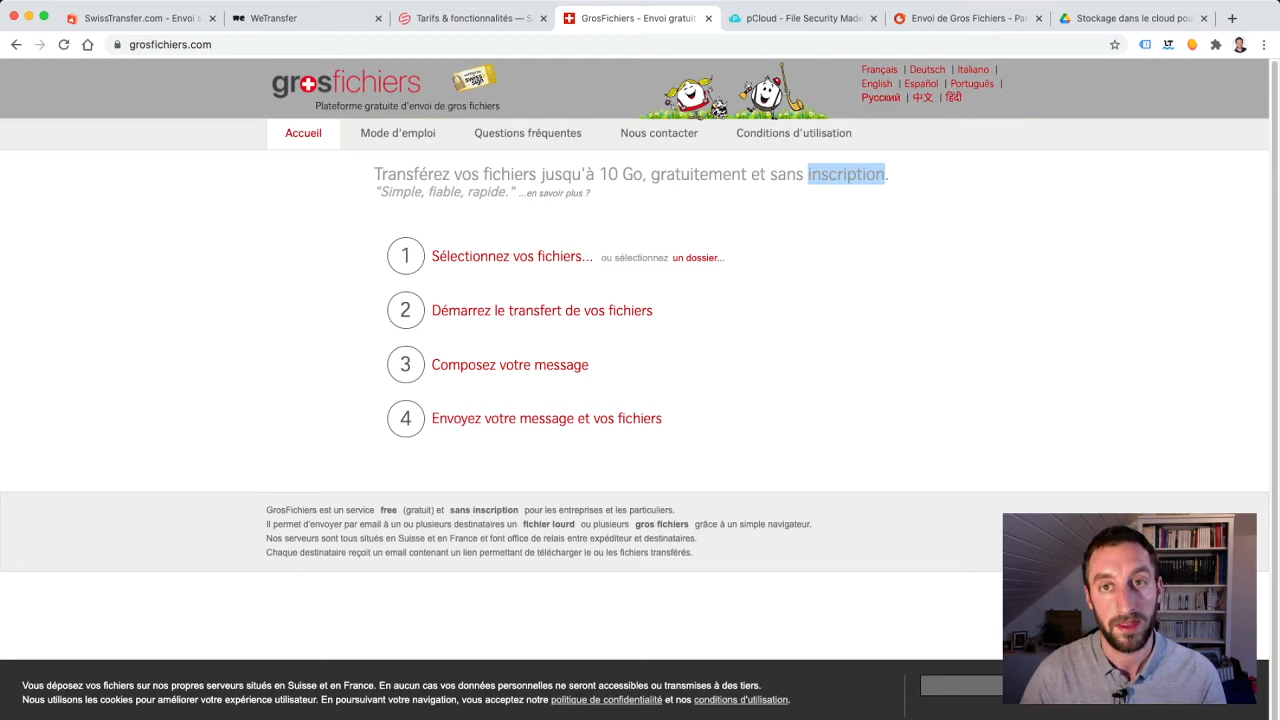 SwissTransfer.com - Envoi s
WeTransfer
Tarifs & fonctionnalités — S
GrosFichiers - Envoi gratuit
pCloud - File Security Made
Envoi de Gros Fichiers - Par
Stockage dans le cloud pou
grosfichiers.com
grosfichiers
Plateforme gratuite d'envoi de gros fichiers
Français | Deutsch | Italiano |
English | Español | Português |
Русский | 中文 | हिंदी
Accueil
Mode d'emploi
Questions fréquentes
Nous contacter
Conditions d'utilisation
Transférez vos fichiers jusqu'à 10 Go, gratuitement et sans inscription.
"Simple, fiable, rapide." ...en savoir plus ?
1 Sélectionnez vos fichiers... ou sélectionnez un dossier...
2 Démarrez le transfert de vos fichiers
3 Composez votre message
4 Envoyez votre message et vos fichiers
GrosFichiers est un service free (gratuit) et sans inscription pour les entreprises et les particuliers.
Il permet d'envoyer par email à un ou plusieurs destinataires un fichier lourd ou plusieurs gros fichiers grâce à un simple navigateur.
Nos serveurs sont tous situés en Suisse et en France et font office de relais entre expéditeur et destinataires.
Chaque destinataire reçoit un email contenant un lien permettant de télécharger le ou les fichiers transférés.
Vous déposez vos fichiers sur nos propres serveurs situés en Suisse et en France. En aucun cas vos données personnelles ne seront accessibles ou transmises à des tiers.
Nous utilisons les cookies pour améliorer votre expérience utilisateur. En poursuivant votre navigation, vous acceptez notre politique de confidentialité et nos conditions d'utilisation.